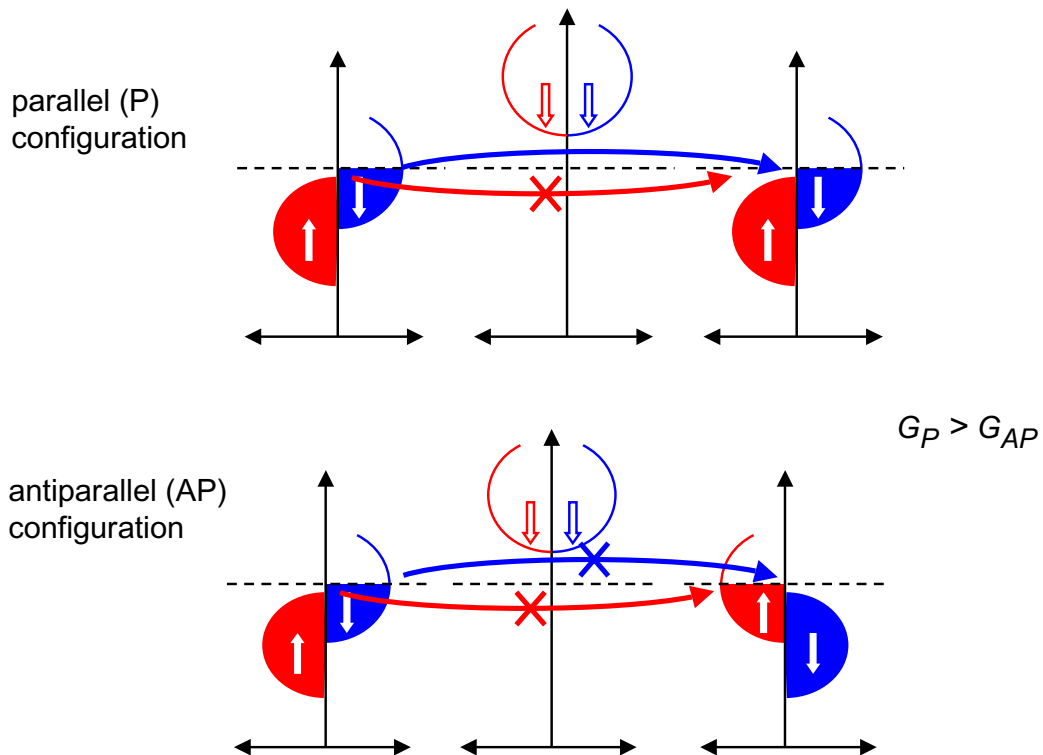 parallel (P)
configuration
G_P > G_AP
antiparallel (AP)
configuration